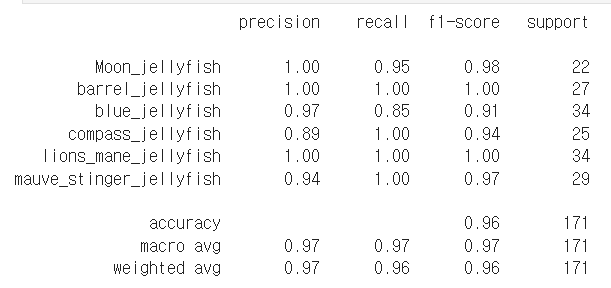 precision recall f1-score support
Moon_jellyfish 1.00 0.95 0.98 22
barrel_jellyfish 1.00 1.00 1.00 27
blue_jellyfish 0.97 0.85 0.91 34
compass_jellyfish 0.89 1.00 0.94 25
lions_mane_jellyfish 1.00 1.00 1.00 34
mauve_stinger_jellyfish 0.94 1.00 0.97 29
accuracy 0.96 171
macro avg 0.97 0.97 0.97 171
weighted avg 0.97 0.96 0.96 171